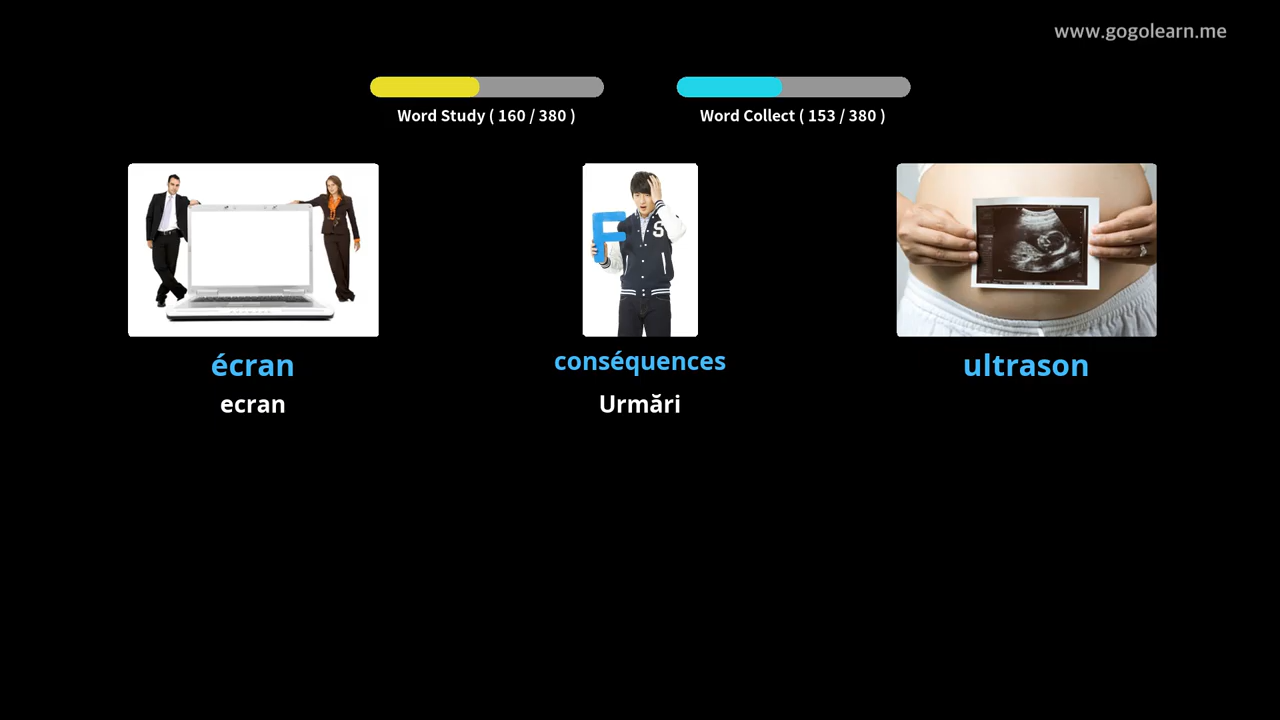 www.gogolearn.me
Word Study ( 160 / 380 )
Word Collect ( 153 / 380 )
F
S
écran
conséquences
ultrason
ecran
Urmări